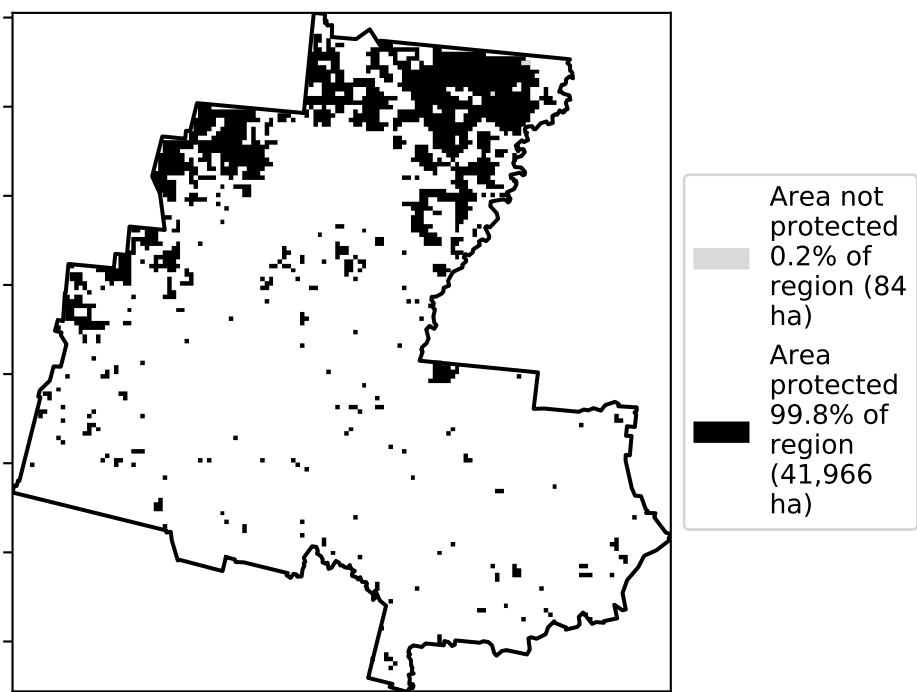 Area not
protected
0.2% of
region (84
ha)
Area
protected
99.8% of
region
(41,966
ha)